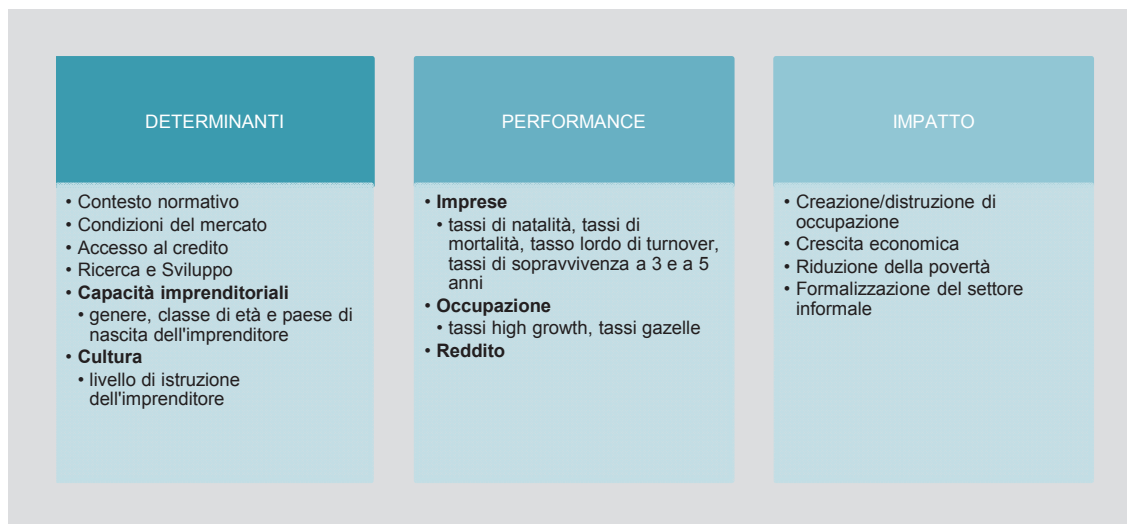 DETERMINANTI
• Contesto normativo
• Condizioni del mercato
• Accesso al credito
• Ricerca e Sviluppo
• Capacità imprenditoriali
• genere, classe di età e paese di
nascita dell'imprenditore
• Cultura
• livello di istruzione
dell'imprenditore
PERFORMANCE
• Imprese
• tassi di natalità, tassi di
mortalità, tasso lordo di turnover,
tassi di sopravvivenza a 3 e a 5
anni
• Occupazione
• tassi high growth, tassi gazelle
• Reddito
IMPATTO
• Creazione/distruzione di
occupazione
• Crescita economica
• Riduzione della povertà
• Formalizzazione del settore
informale